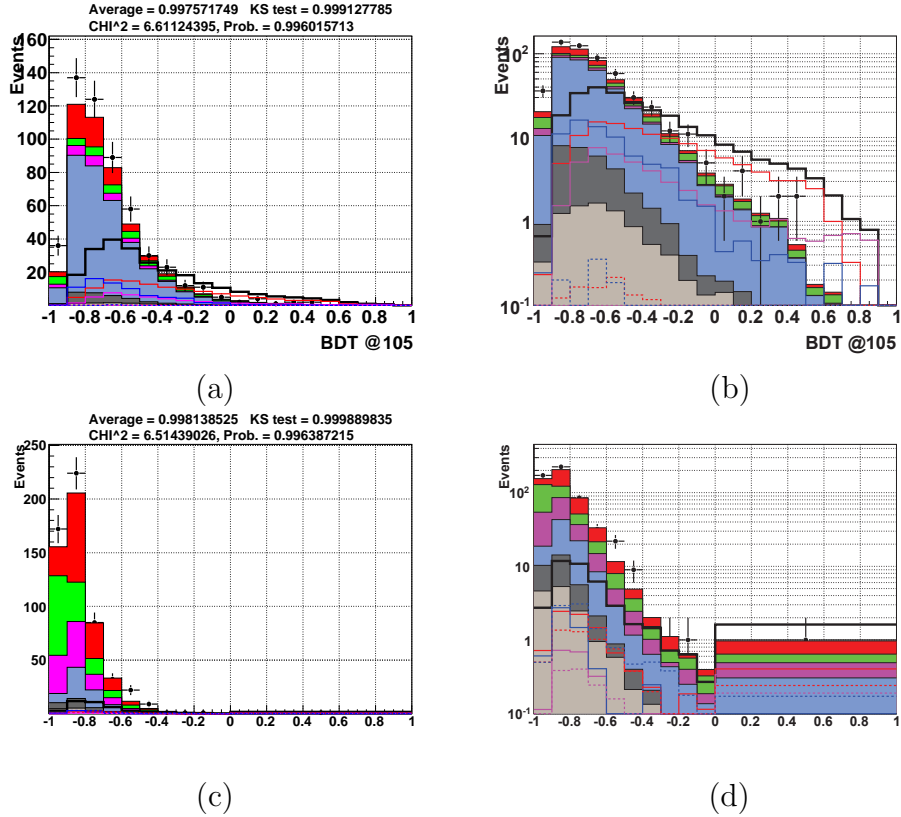 Average = 0.997571749 KS test = 0.999127785
CHI^2 = 6.61124395, Prob. = 0.996015713
Events
160
140
120
100
80
60
40
20
-1 -0.8 -0.6 -0.4 -0.2 0 0.2 0.4 0.6 0.8 1
BDT @105
(a)
Events
10^2
10
1
10^-1
-1 -0.8 -0.6 -0.4 -0.2 0 0.2 0.4 0.6 0.8 1
BDT @105
(b)
Average = 0.998138525 KS test = 0.999889835
CHI^2 = 6.51439026, Prob. = 0.996387215
Events
250
200
150
100
50
-1 -0.8 -0.6 -0.4 -0.2 0 0.2 0.4 0.6 0.8 1
(c)
Events
10^2
10
1
10^-1
-1 -0.8 -0.6 -0.4 -0.2 0 0.2 0.4 0.6 0.8 1
(d)